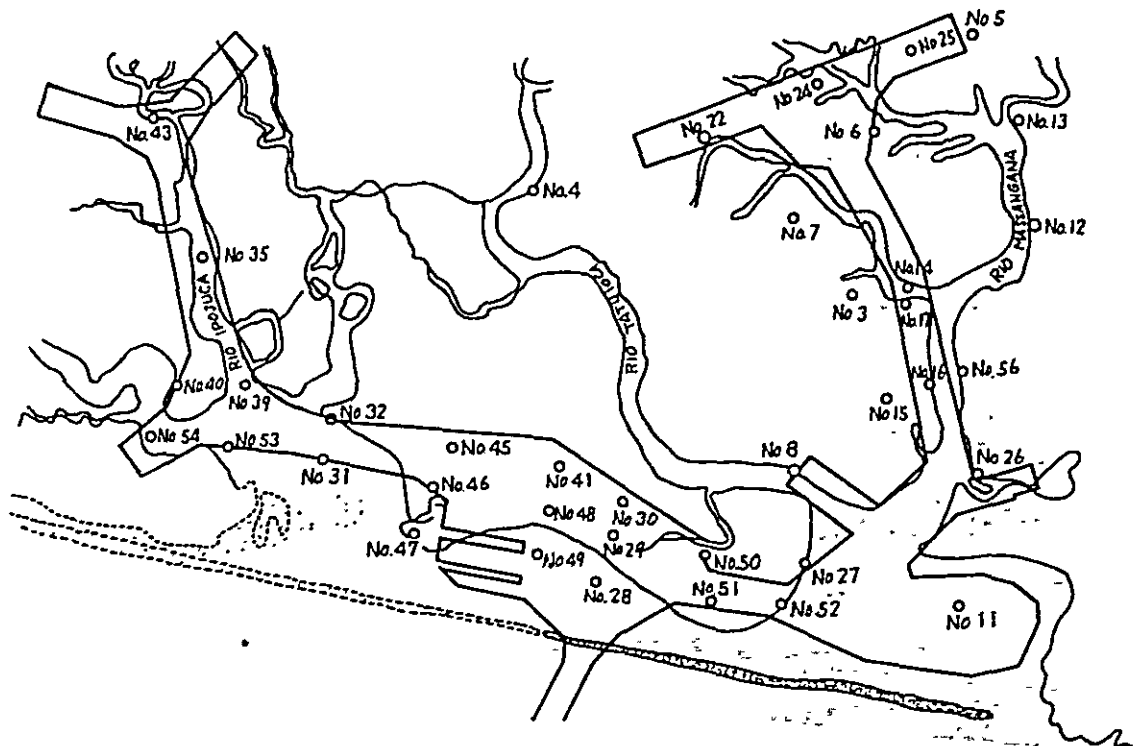 No 5
No 25
No 24
No. 22
No 6
No. 13
No. 43
No. 4
RIO MASSANGANA
No. 12
No. 7
No 35
RIO IPOJUCA
RIO TATUOCA
No. 14
No. 3
No. 17
No. 40
No 39
No. 16
No. 56
No. 15
No. 32
No 54
No. 53
No 45
No 8
No. 31
No 41
No. 26
No. 46
No 48
No 30
No. 47
No 49
No. 29
No. 50
No. 27
No. 28
No. 51
No. 52
No 11